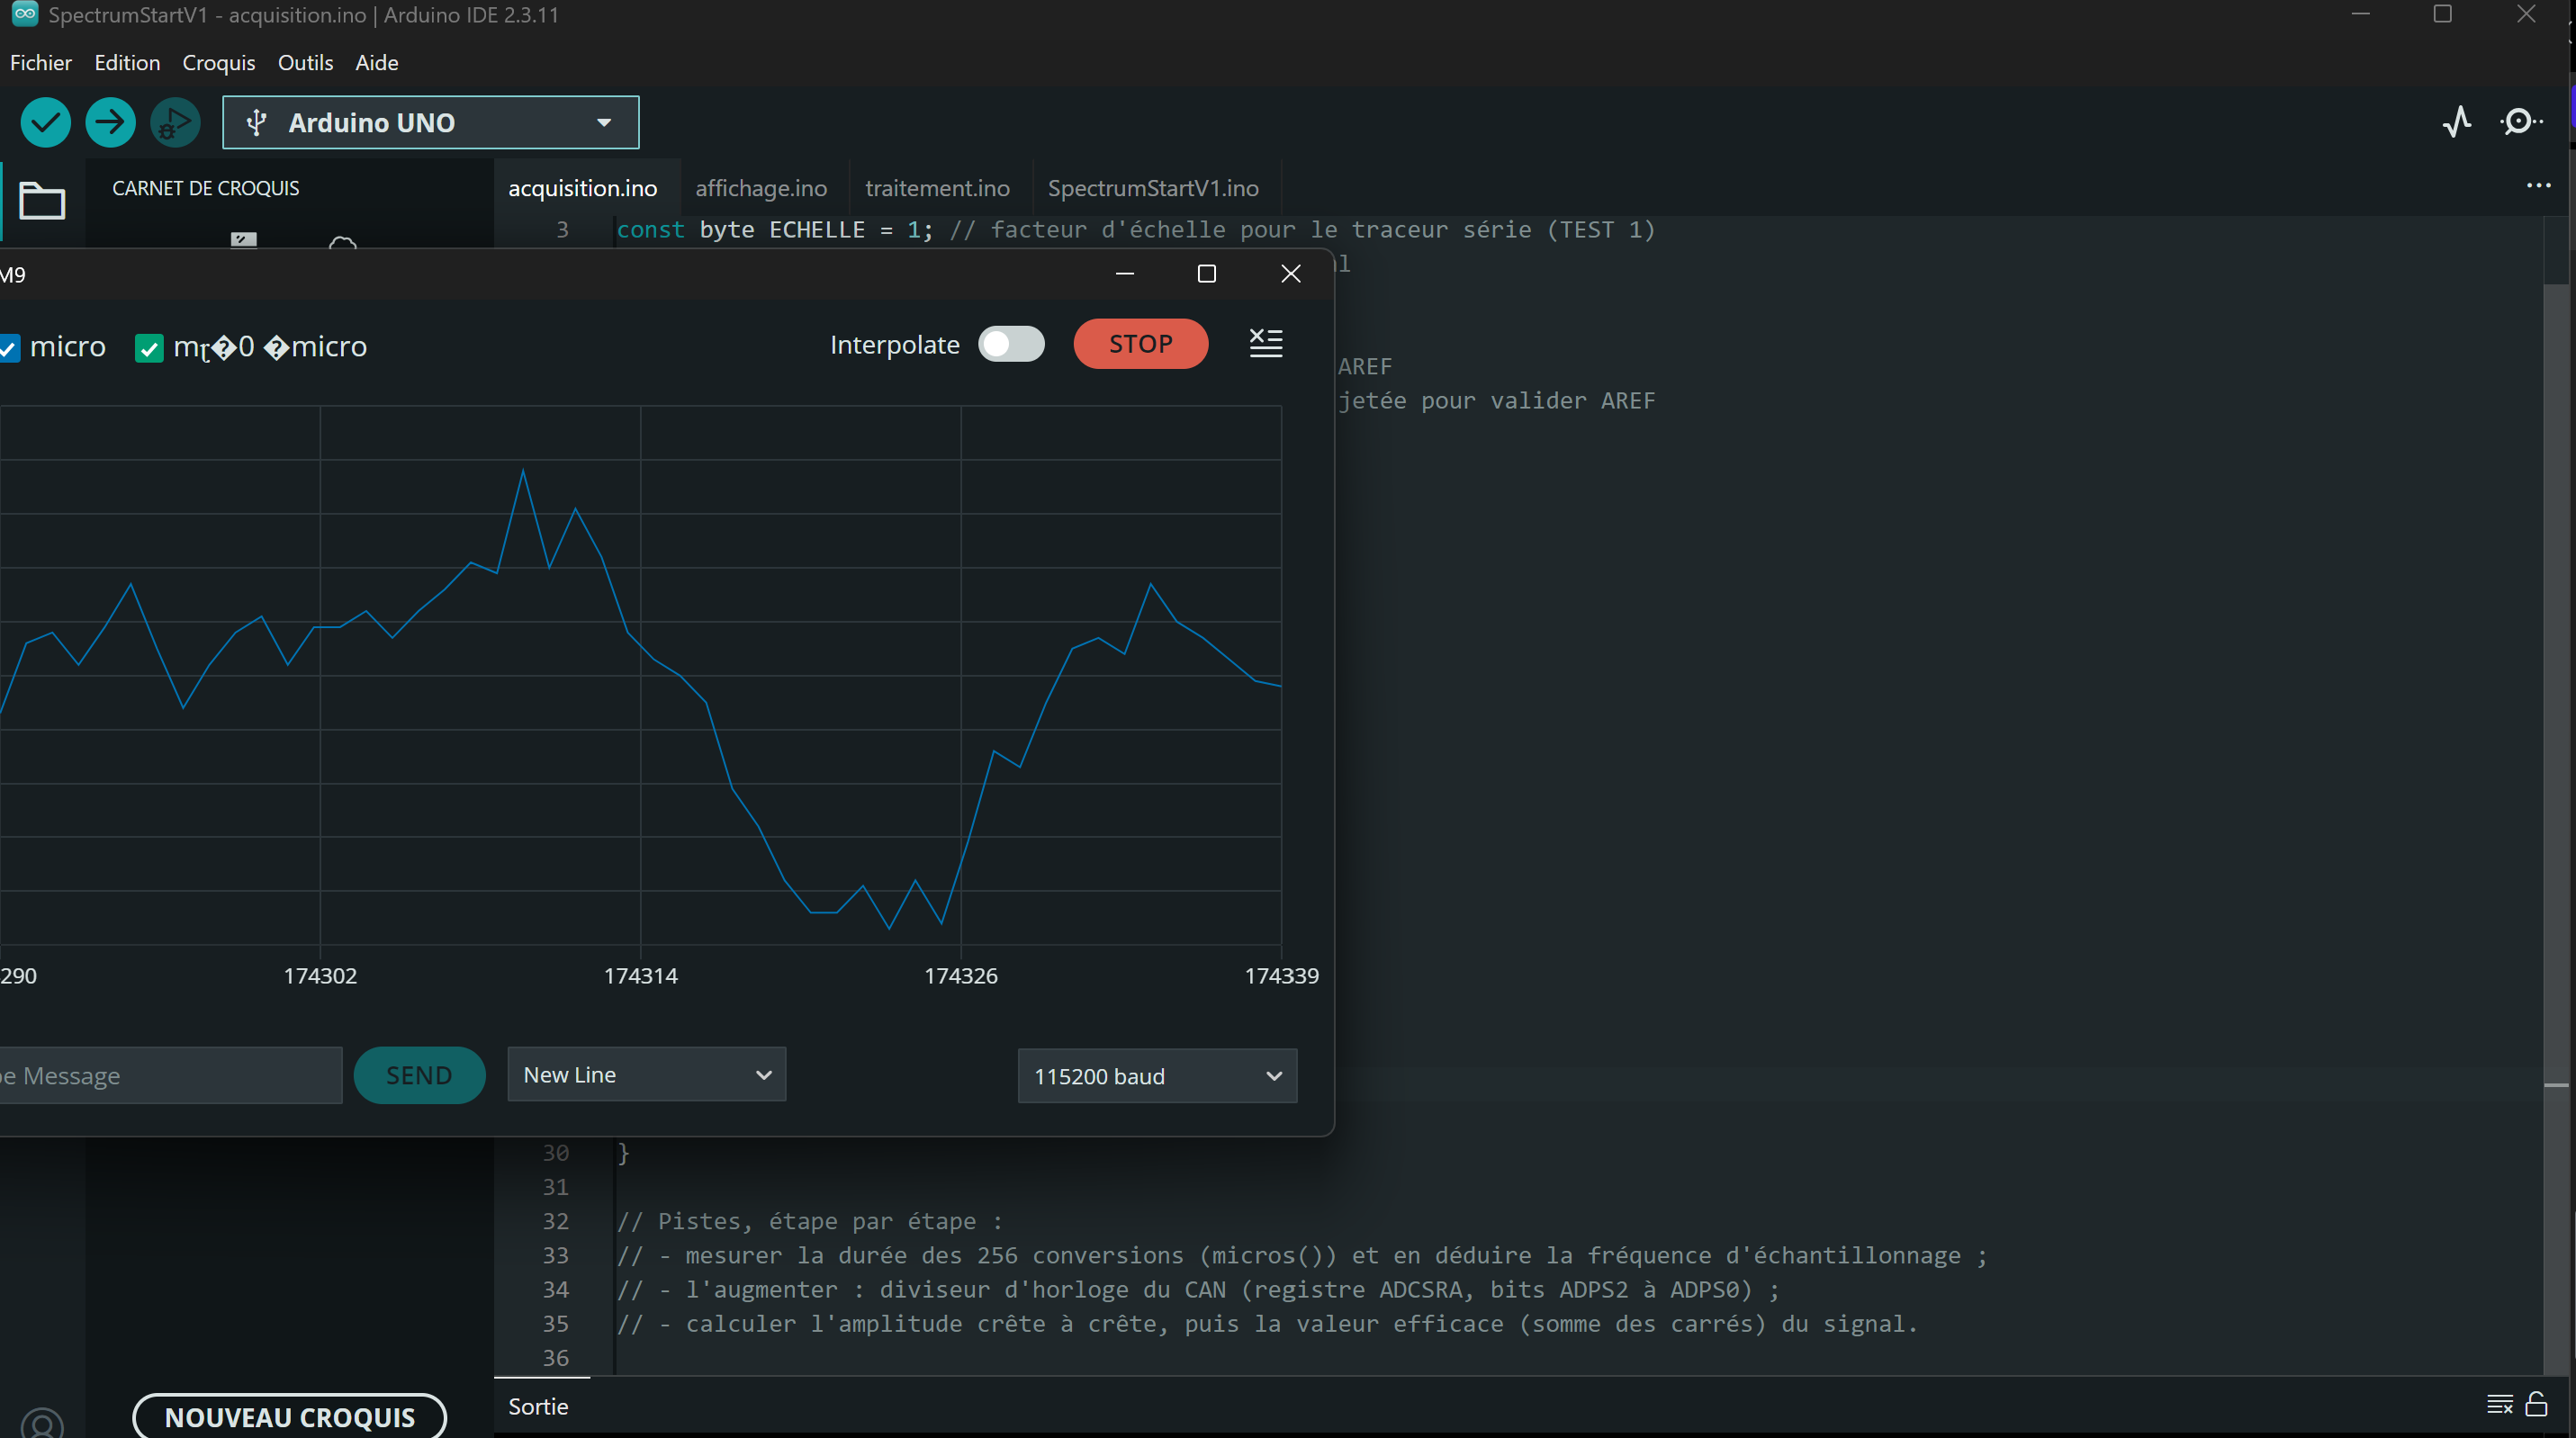 SpectrumStartV1 - acquisition.ino | Arduino IDE 2.3.11
Fichier Edition Croquis Outils Aide
Arduino UNO
CARNET DE CROQUIS
acquisition.ino affichage.ino traitement.ino SpectrumStartV1.ino
3 const byte ECHELLE = 1; // facteur d'échelle pour le traceur série (TEST 1)
M9
AREF
jetée pour valider AREF
micro mɽ�0 �micro
Interpolate STOP
290 174302 174314 174326 174339
Message SEND New Line 115200 baud
30 }
31
32 // Pistes, étape par étape :
33 // - mesurer la durée des 256 conversions (micros()) et en déduire la fréquence d'échantillonnage ;
34 // - l'augmenter : diviseur d'horloge du CAN (registre ADCSRA, bits ADPS2 à ADPS0) ;
35 // - calculer l'amplitude crête à crête, puis la valeur efficace (somme des carrés) du signal.
36
NOUVEAU CROQUIS
Sortie